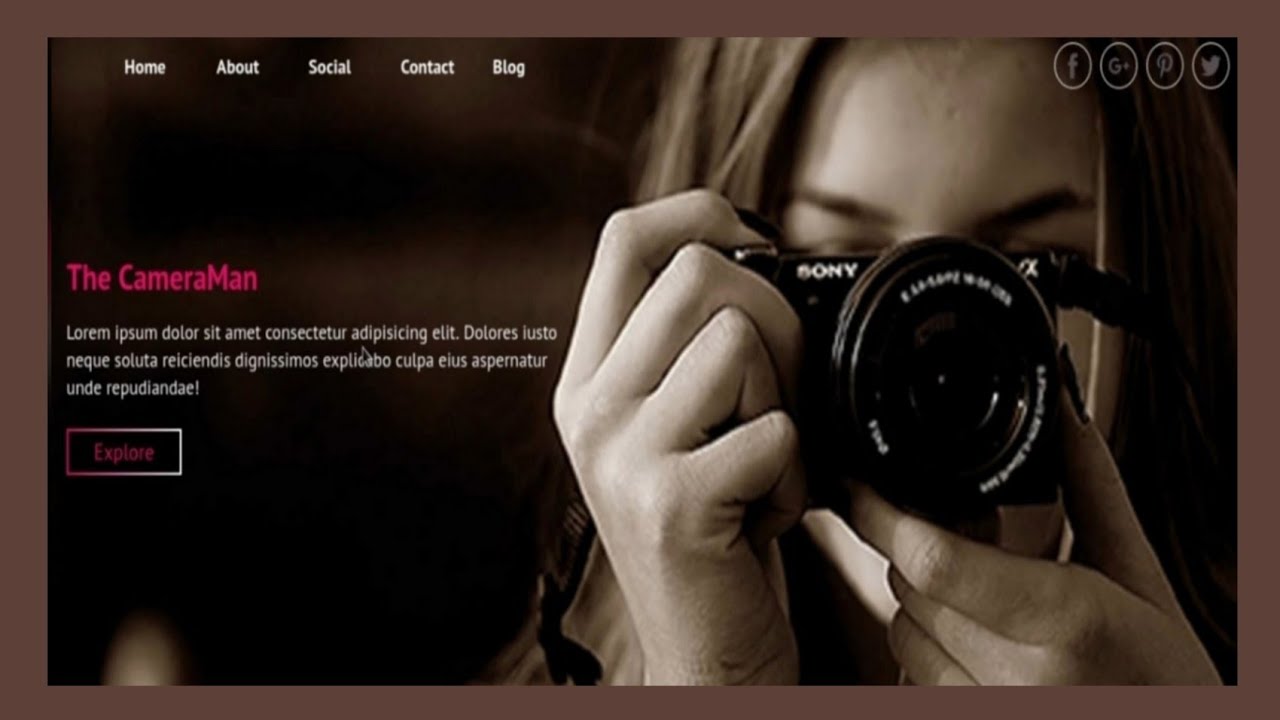 Home About Social Contact Blog
The CameraMan
Lorem ipsum dolor sit amet consectetur adipisicing elit. Dolores iusto
neque soluta reiciendis dignissimos explicabo culpa eius aspernatur
unde repudiandae!
Explore
SONY